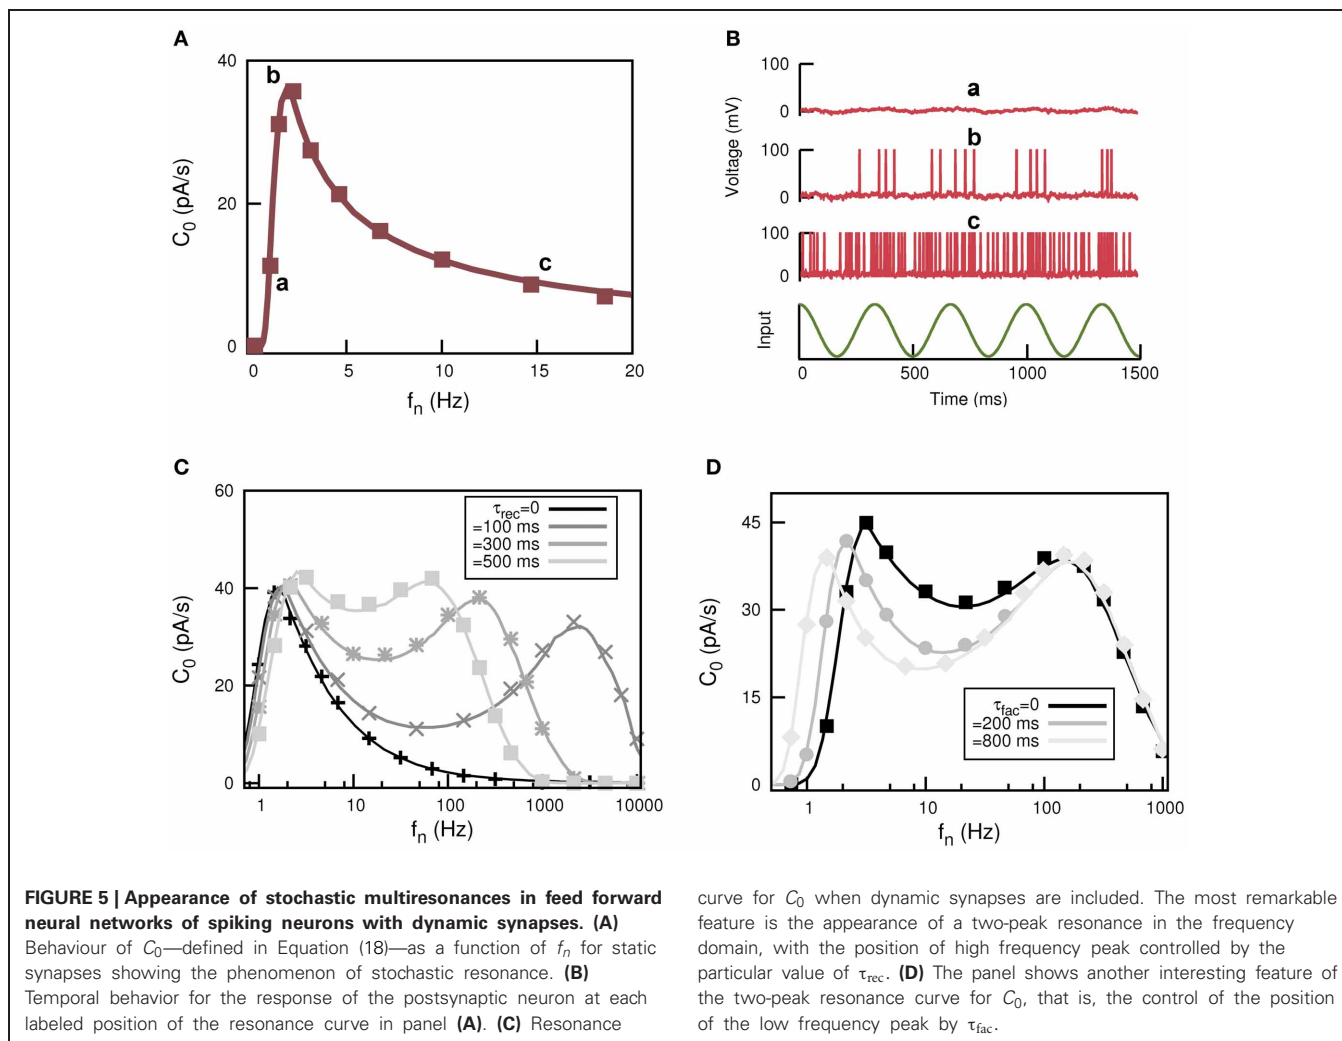 A
40
20
0
C0 (pA/s)
b
a
c
0 5 10 15 20
fn (Hz)
B
Voltage (mV)
100
0
a
100
0
b
100
0
c
Input
0 500 1000 1500
Time (ms)
C
60
40
20
0
C0 (pA/s)
τrec=0
=100 ms
=300 ms
=500 ms
1 10 100 1000 10000
fn (Hz)
D
45
30
15
0
C0 (pA/s)
τfac=0
=200 ms
=800 ms
1 10 100 1000
fn (Hz)
FIGURE 5 | Appearance of stochastic multiresonances in feed forward
neural networks of spiking neurons with dynamic synapses. (A)
Behaviour of C0—defined in Equation (18)—as a function of fn for static
synapses showing the phenomenon of stochastic resonance. (B)
Temporal behavior for the response of the postsynaptic neuron at each
labeled position of the resonance curve in panel (A). (C) Resonance
curve for C0 when dynamic synapses are included. The most remarkable
feature is the appearance of a two-peak resonance in the frequency
domain, with the position of high frequency peak controlled by the
particular value of τrec. (D) The panel shows another interesting feature of
the two-peak resonance curve for C0, that is, the control of the position
of the low frequency peak by τfac.